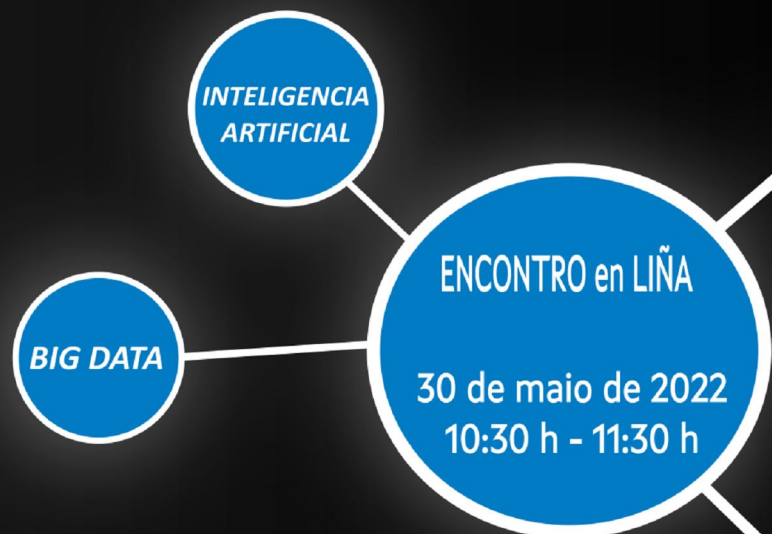 INTELIGENCIA
ARTIFICIAL
BIG DATA
ENCONTRO en LIÑA
30 de maio de 2022
10:30 h - 11:30 h